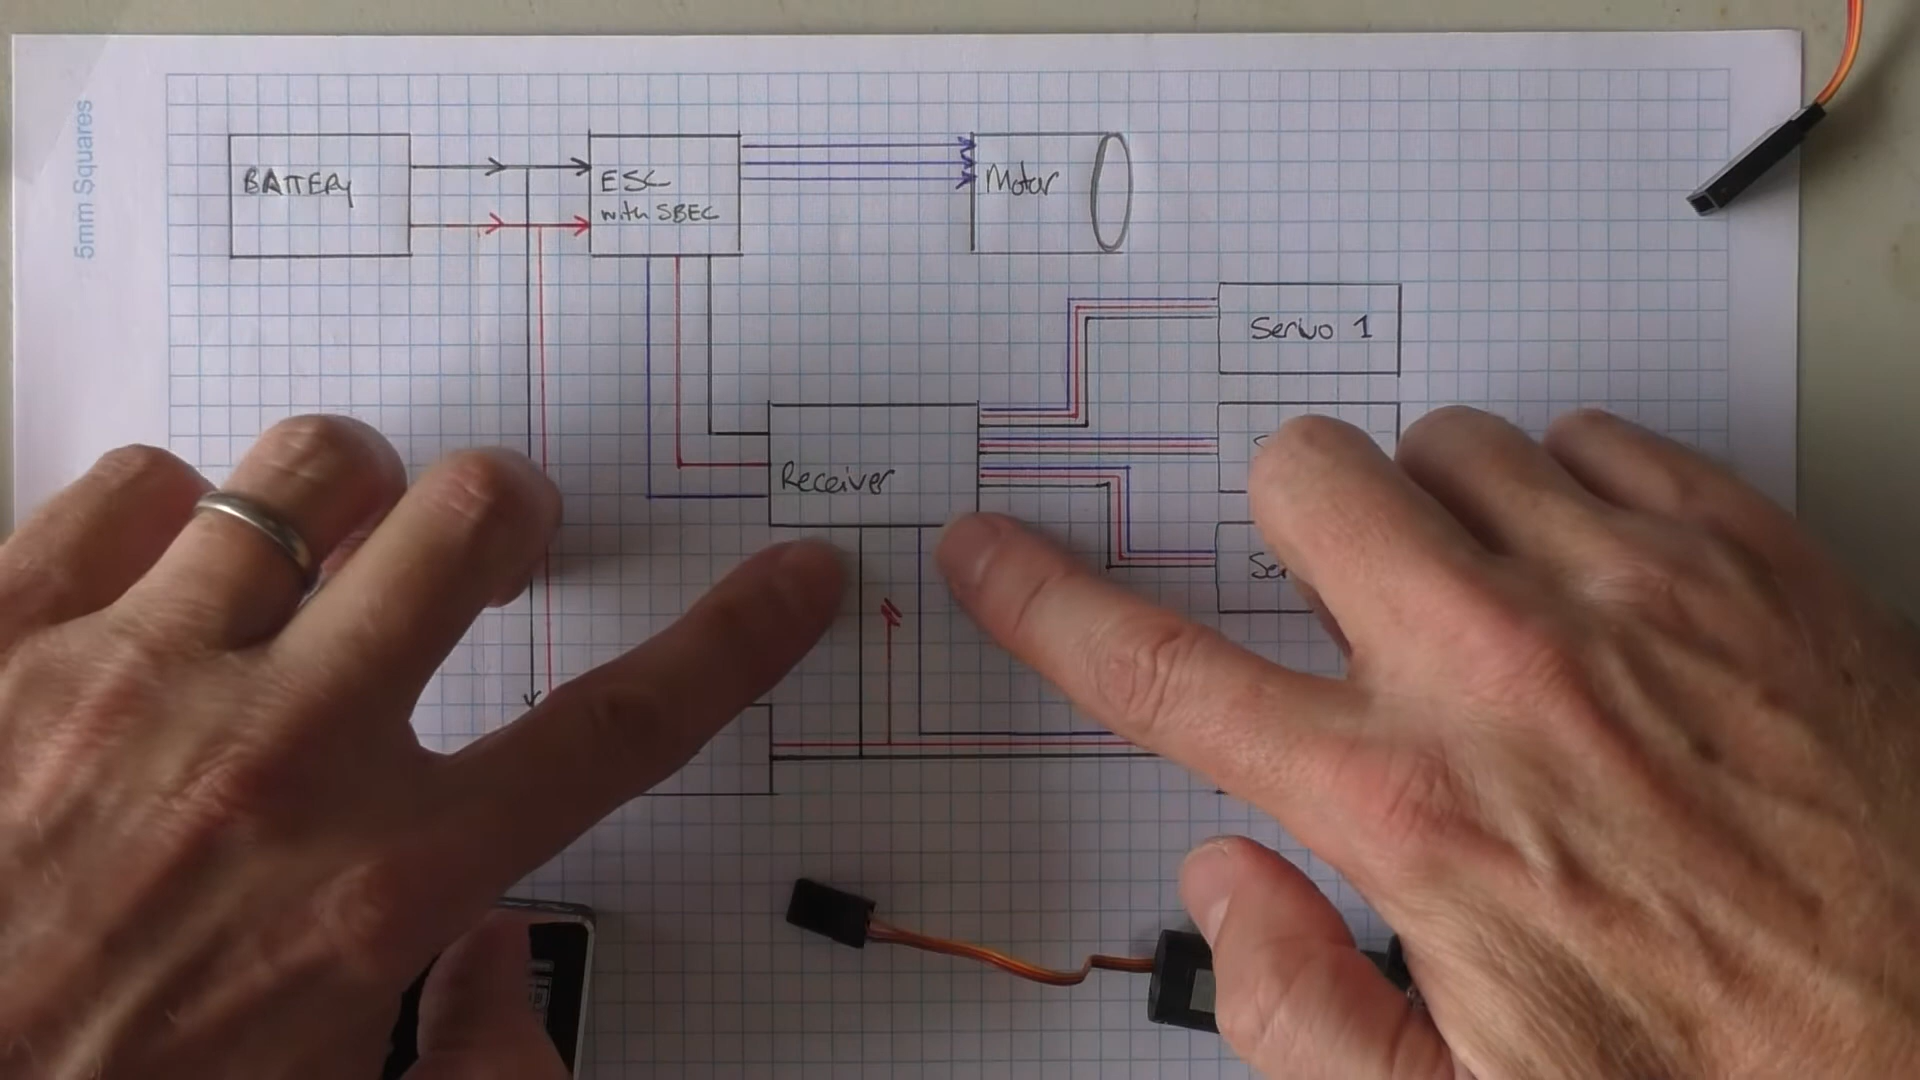 5mm Squares
BATTERY
ESC
with SBEC
Motor
Servo 1
Receiver